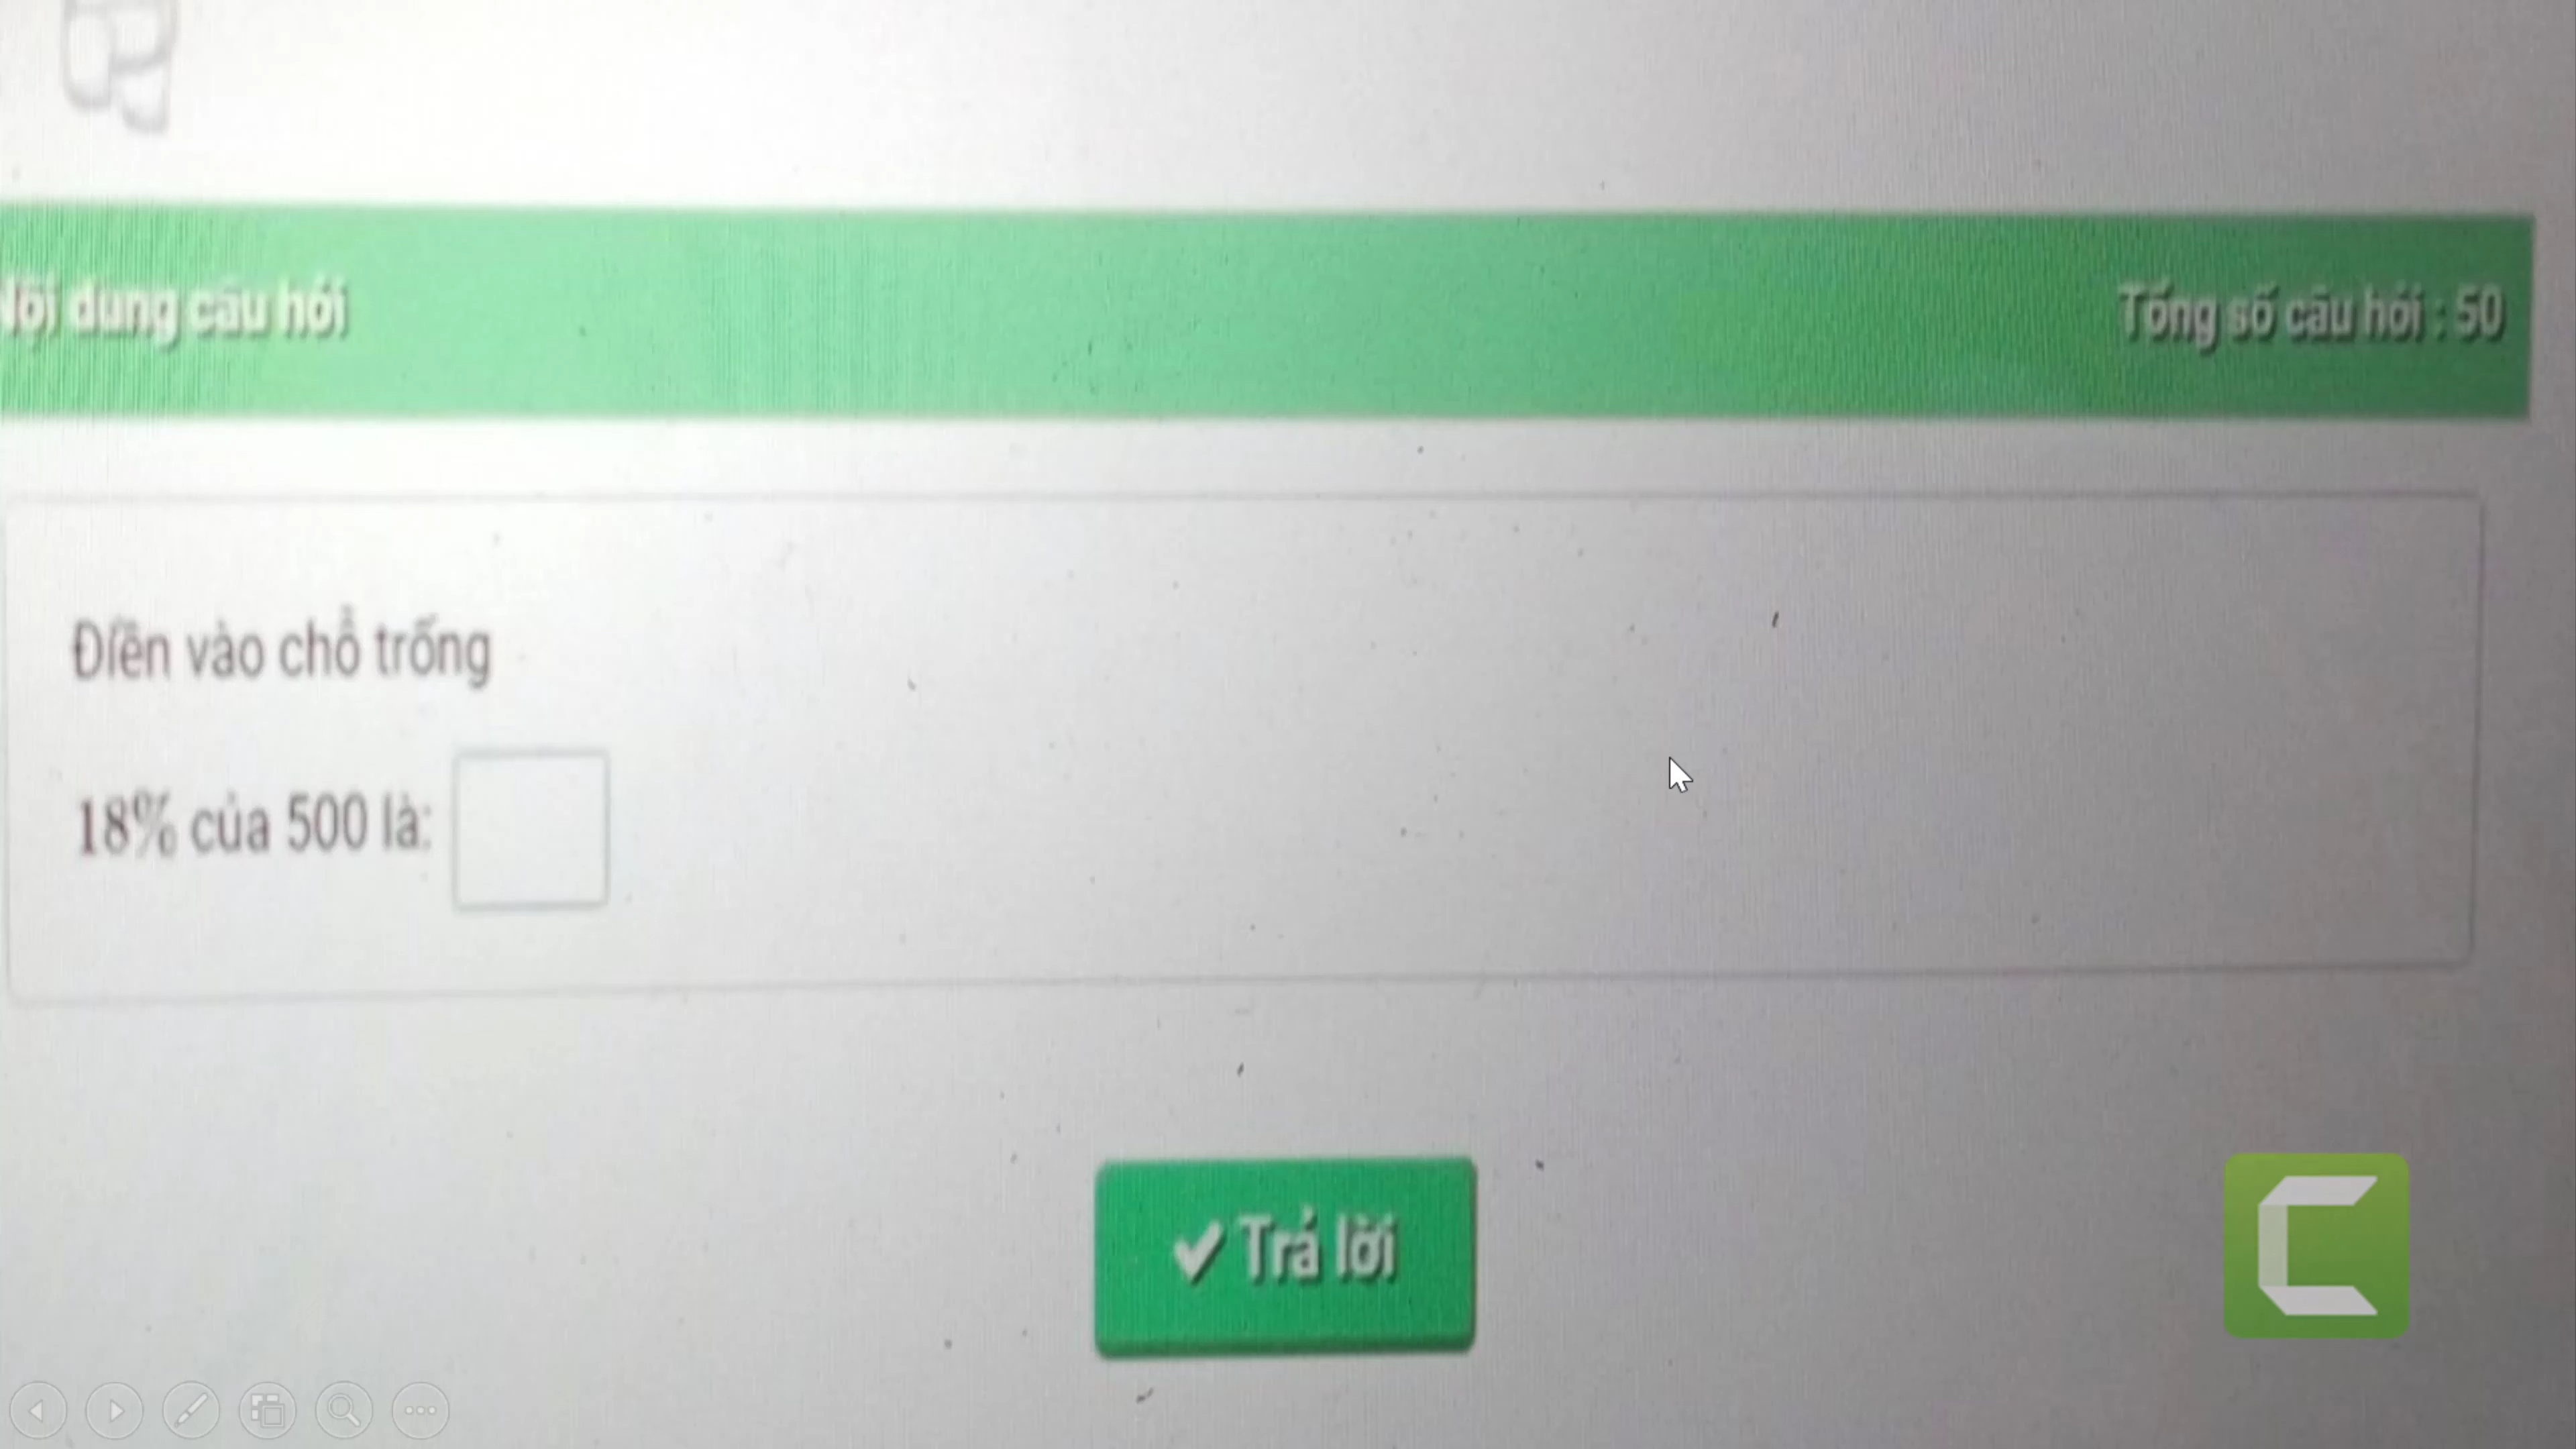 Nội dung câu hỏi
Tổng số câu hỏi : 50
Điền vào chỗ trống
18% của 500 là:
✓ Trả lời